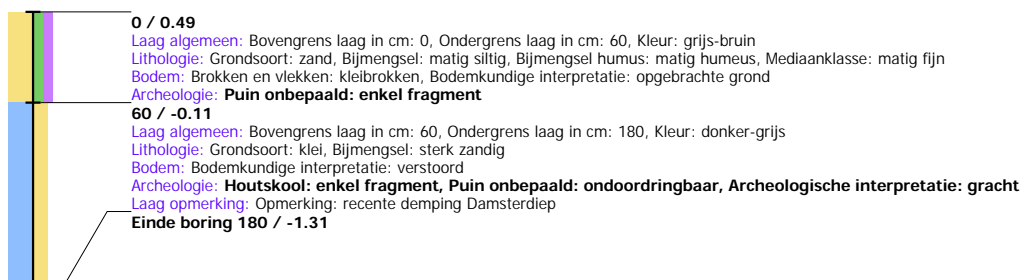 0 / 0.49
Laag algemeen: Bovengrens laag in cm: 0, Ondergrens laag in cm: 60, Kleur: grijs-bruin
Lithologie: Grondsoort: zand, Bijmengsel: matig siltig, Bijmengsel humus: matig humeus, Mediaanklasse: matig fijn
Bodem: Brokken en vlekken: kleibrokken, Bodemkundige interpretatie: opgebrachte grond
Archeologie: Puin onbepaald: enkel fragment
60 / -0.11
Laag algemeen: Bovengrens laag in cm: 60, Ondergrens laag in cm: 180, Kleur: donker-grijs
Lithologie: Grondsoort: klei, Bijmengsel: sterk zandig
Bodem: Bodemkundige interpretatie: verstoord
Archeologie: Houtskool: enkel fragment, Puin onbepaald: ondoordringbaar, Archeologische interpretatie: gracht
Laag opmerking: Opmerking: recente demping Damsterdiep
Einde boring 180 / -1.31